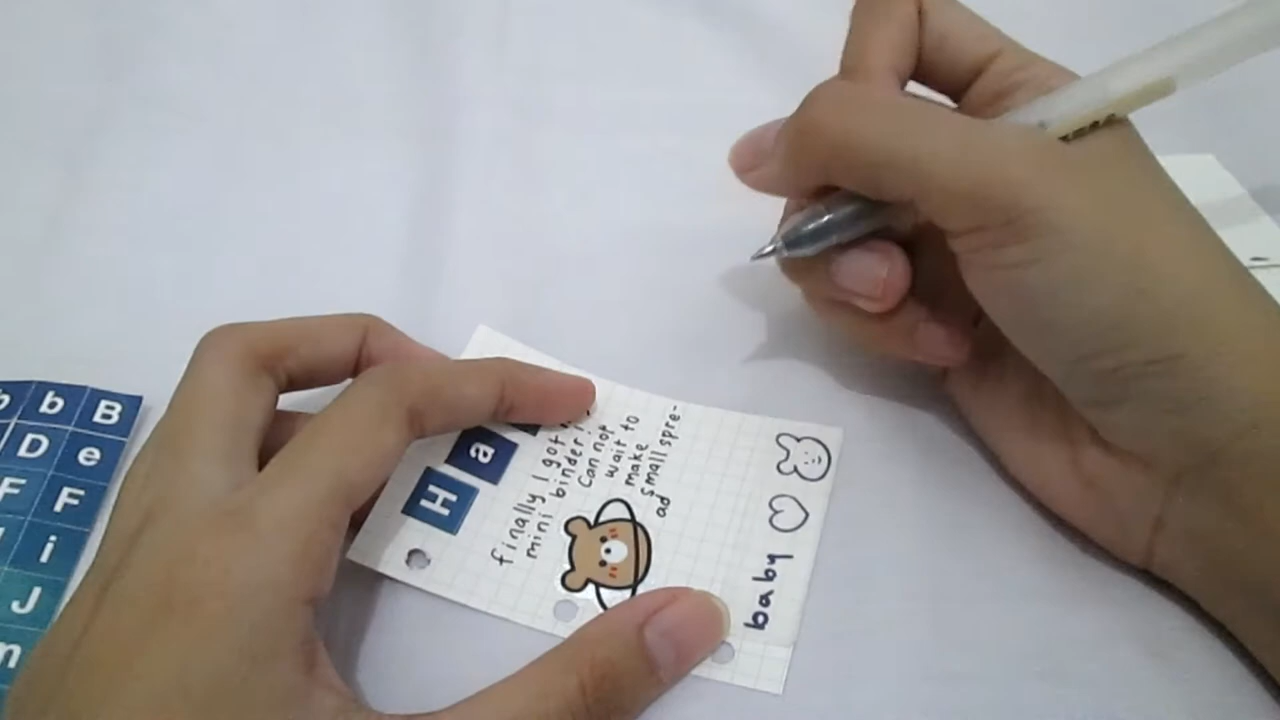 H a
finally I got
mini binder!
can not
wait to
make
small spre-
ad
baby
b B
D e
F F
i
J